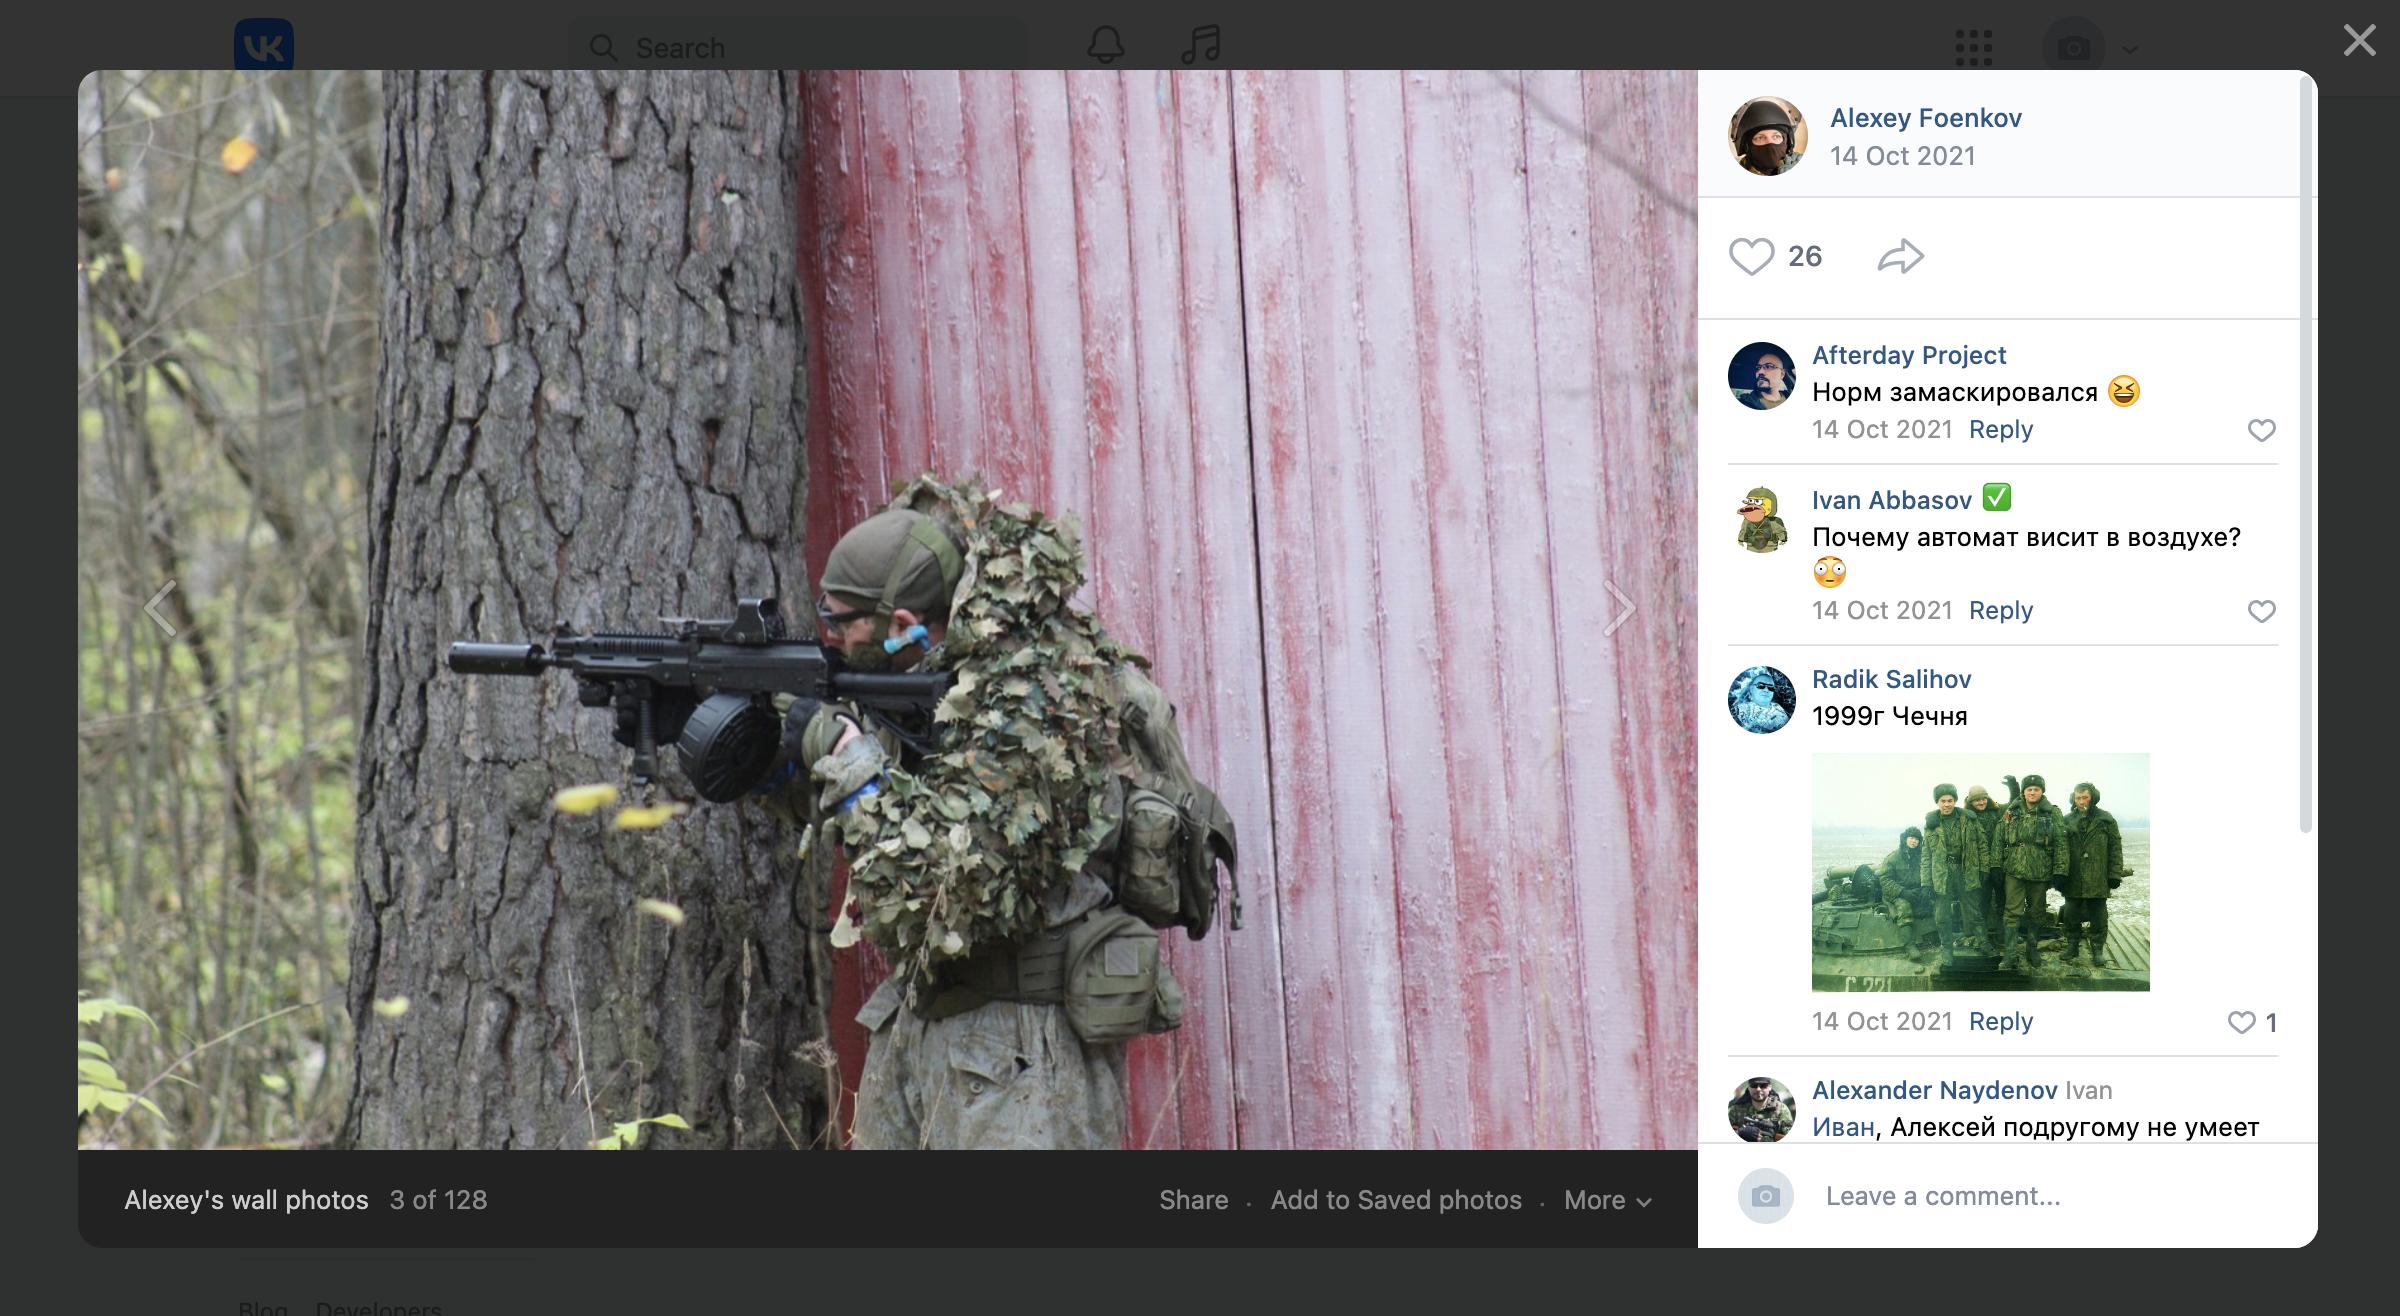 VK
Search
Alexey Foenkov
14 Oct 2021
26
Afterday Project
Норм замаскировался 😆
14 Oct 2021 Reply
Ivan Abbasov ✅
Почему автомат висит в воздухе?
😳
14 Oct 2021 Reply
Radik Salihov
1999г Чечня
14 Oct 2021 Reply
1
Alexander Naydenov Ivan
Иван, Алексей подругому не умеет
Leave a comment...
Alexey's wall photos 3 of 128
Share · Add to Saved photos · More
Blog Developers